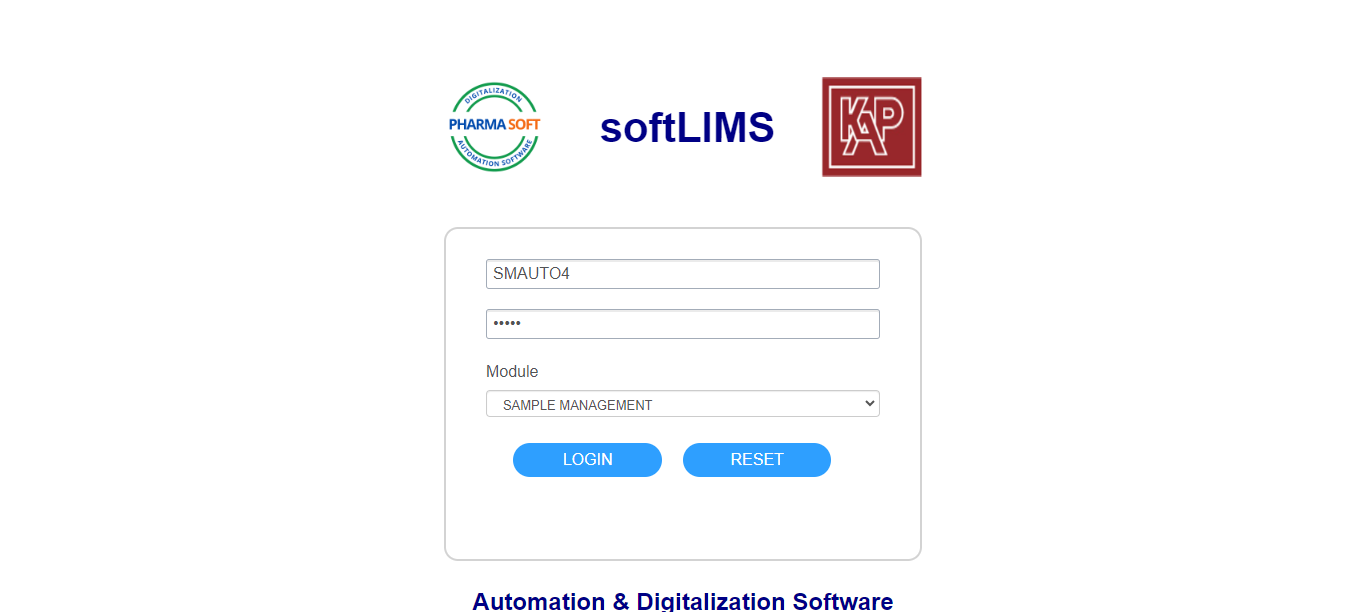 DIGITALIZATION
PHARMA SOFT
AUTOMATION SOFTWARE
softLIMS
KAP
SMAUTO4
•••••
Module
SAMPLE MANAGEMENT
LOGIN RESET
Automation & Digitalization Software